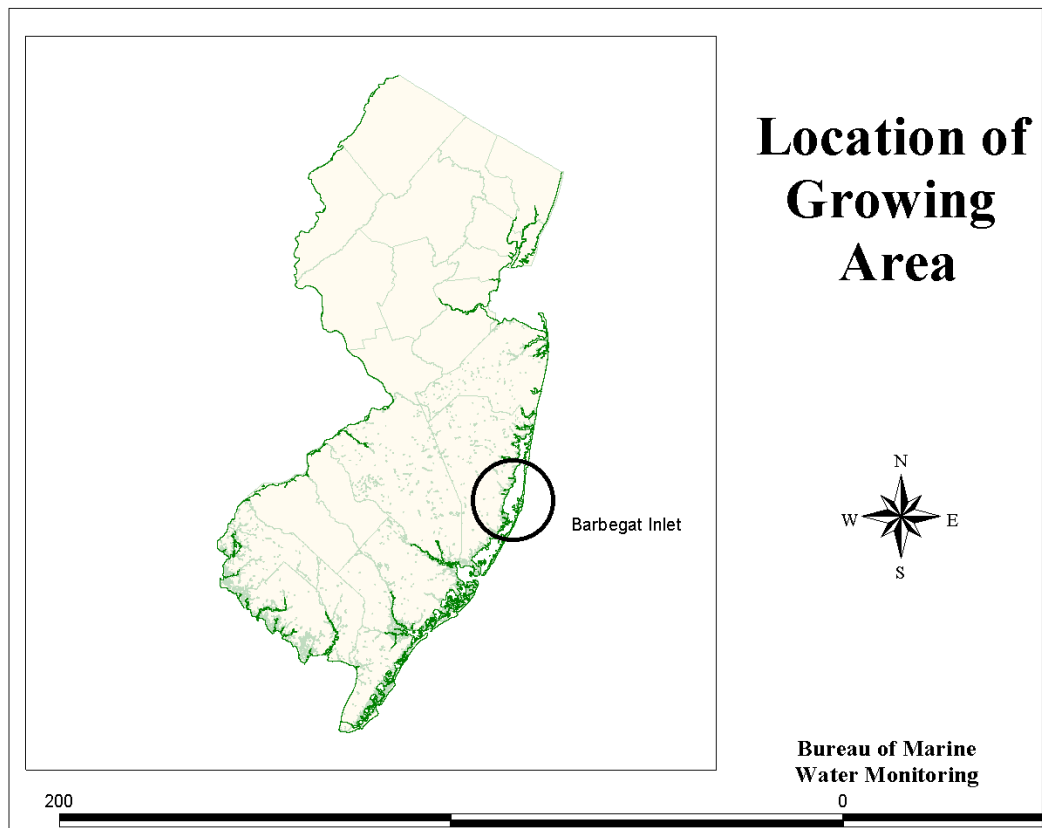 Location of
Growing
Area
Barbegat Inlet
N
W
E
S
Bureau of Marine
Water Monitoring
200
0